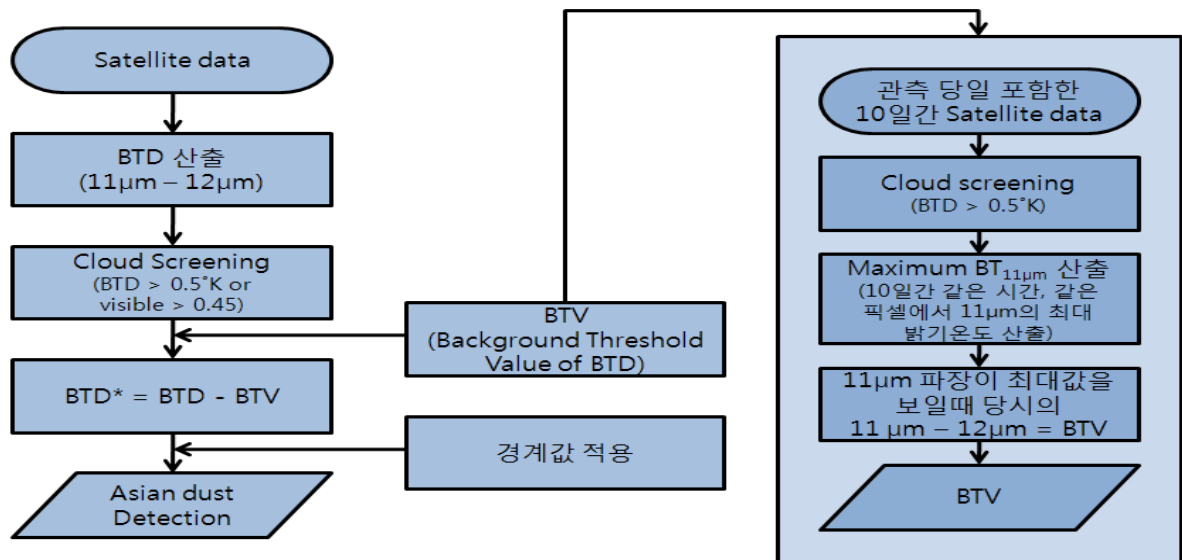 Satellite data
BTD 산출
(11μm – 12μm)
Cloud Screening
(BTD > 0.5˚K or
visible > 0.45)
BTD* = BTD - BTV
Asian dust
Detection
BTV
(Background Threshold
Value of BTD)
경계값 적용
관측 당일 포함한
10일간 Satellite data
Cloud screening
(BTD > 0.5˚K)
Maximum BT11μm 산출
(10일간 같은 시간, 같은
픽셀에서 11μm의 최대
밝기온도 산출)
11μm 파장이 최대값을
보일때 당시의
11 μm – 12μm = BTV
BTV